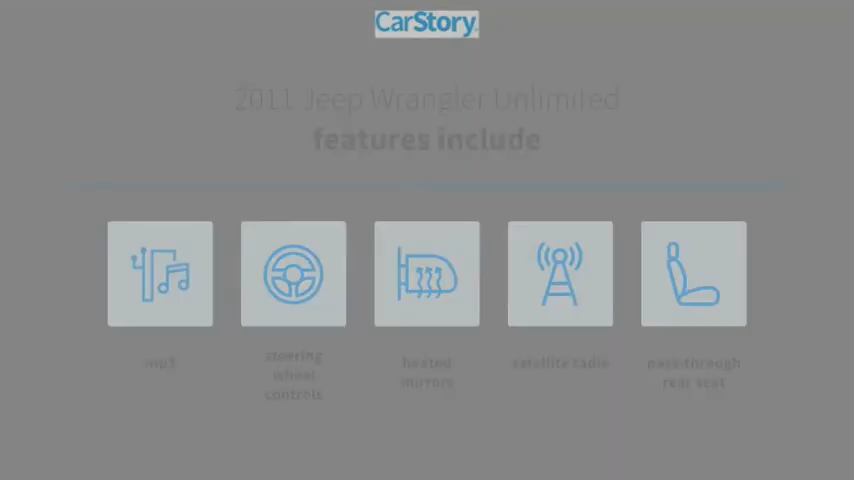 CarStory
2011 Jeep Wrangler Unlimited
features include
mp3
steering
wheel
controls
heated
mirrors
satellite radio
pass-through
rear seat